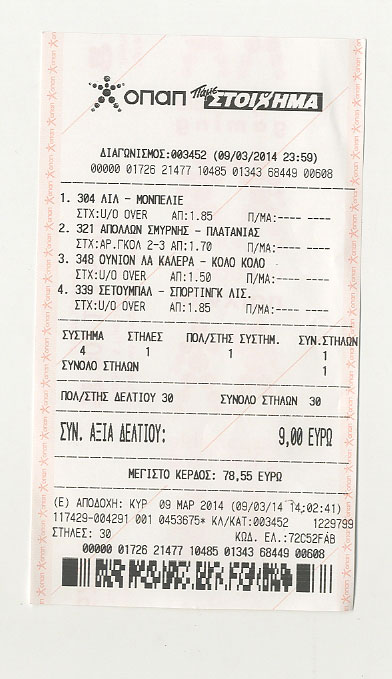 ΟΠΑΠ Πάμε ΣΤΟΙΧΗΜΑ
ΔΙΑΓΩΝΙΣΜΟΣ:003452 (09/03/2014 23:59)
00000 01726 21477 10485 01343 68449 00608
1. 304 ΛΙΛ - ΜΟΝΠΕΛΙΕ
ΣΤΧ:U/O OVER ΑΠ:1.85 Π/ΜΑ:---- ----
2. 321 ΑΠΟΛΛΩΝ ΣΜΥΡΝΗΣ - ΠΛΑΤΑΝΙΑΣ
ΣΤΧ:ΑΡ.ΓΚΟΛ 2-3 ΑΠ:1.70 Π/ΜΑ:---- ----
3. 348 ΟΥΝΙΟΝ ΛΑ ΚΑΛΕΡΑ - ΚΟΛΟ ΚΟΛΟ
ΣΤΧ:U/O OVER ΑΠ:1.50 Π/ΜΑ:---- ----
4. 339 ΣΕΤΟΥΜΠΑΛ - ΣΠΟΡΤΙΝΓΚ ΛΙΣ.
ΣΤΧ:U/O OVER ΑΠ:1.85 Π/ΜΑ:---- ----
ΣΥΣΤΗΜΑ ΣΤΗΛΕΣ ΠΟΛ/ΣΤΗΣ ΣΥΣΤΗΜ. ΣΥΝ.ΣΤΗΛΩΝ
4 1 1 1
ΣΥΝΟΛΟ ΣΤΗΛΩΝ 1
ΠΟΛ/ΣΤΗΣ ΔΕΛΤΙΟΥ 30 ΣΥΝΟΛΟ ΣΤΗΛΩΝ 30
ΣΥΝ. ΑΞΙΑ ΔΕΛΤΙΟΥ: 9,00 ΕΥΡΩ
ΜΕΓΙΣΤΟ ΚΕΡΔΟΣ: 78,55 ΕΥΡΩ
(Ε) ΑΠΟΔΟΧΗ: ΚΥΡ 09 ΜΑΡ 2014 (09/03/14 14:02:41)
117429-004291 001 0453675* ΚΛ/ΚΑΤ:003452 1229799
ΣΤΗΛΕΣ: 30 ΚΩΔ. ΕΛ.:72C52FAB
00000 01726 21477 10485 01343 68449 00608